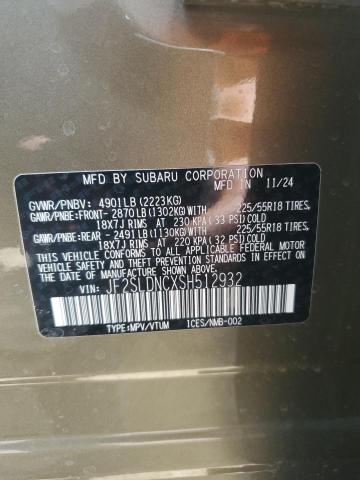 MFD BY SUBARU CORPORATION
MFD IN 11/24
GVWR/PNBV: 4901LB (2223KG)
GAWR/PNBE:FRONT- 2870LB(1302KG)WITH 225/55R18 TIRES,
18X7J RIMS AT 230 KPA(33 PSI)COLD
GAWR/PNBE:REAR - 2491LB(1130KG)WITH 225/55R18 TIRES,
18X7J RIMS AT 220 KPA(32 PSI)COLD
THIS VEHICLE CONFORMS TO ALL APPLICABLE FEDERAL MOTOR
VEHICLE SAFETY, BUMPER, AND THEFT PREVENTION
STANDARDS IN EFFECT ON THE DATE OF MANUFACTURE
SHOWN ABOVE.
VIN: JF2SLDNCXSH512932
TYPE:MPV/VTUM ICES/NMB-002